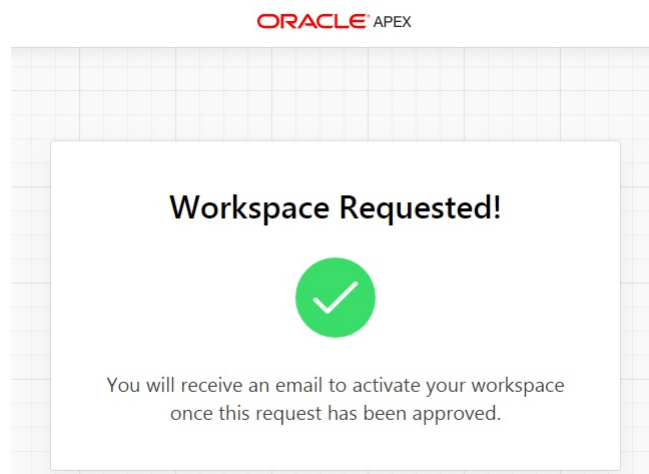 ORACLE APEX
Workspace Requested!
You will receive an email to activate your workspace
once this request has been approved.